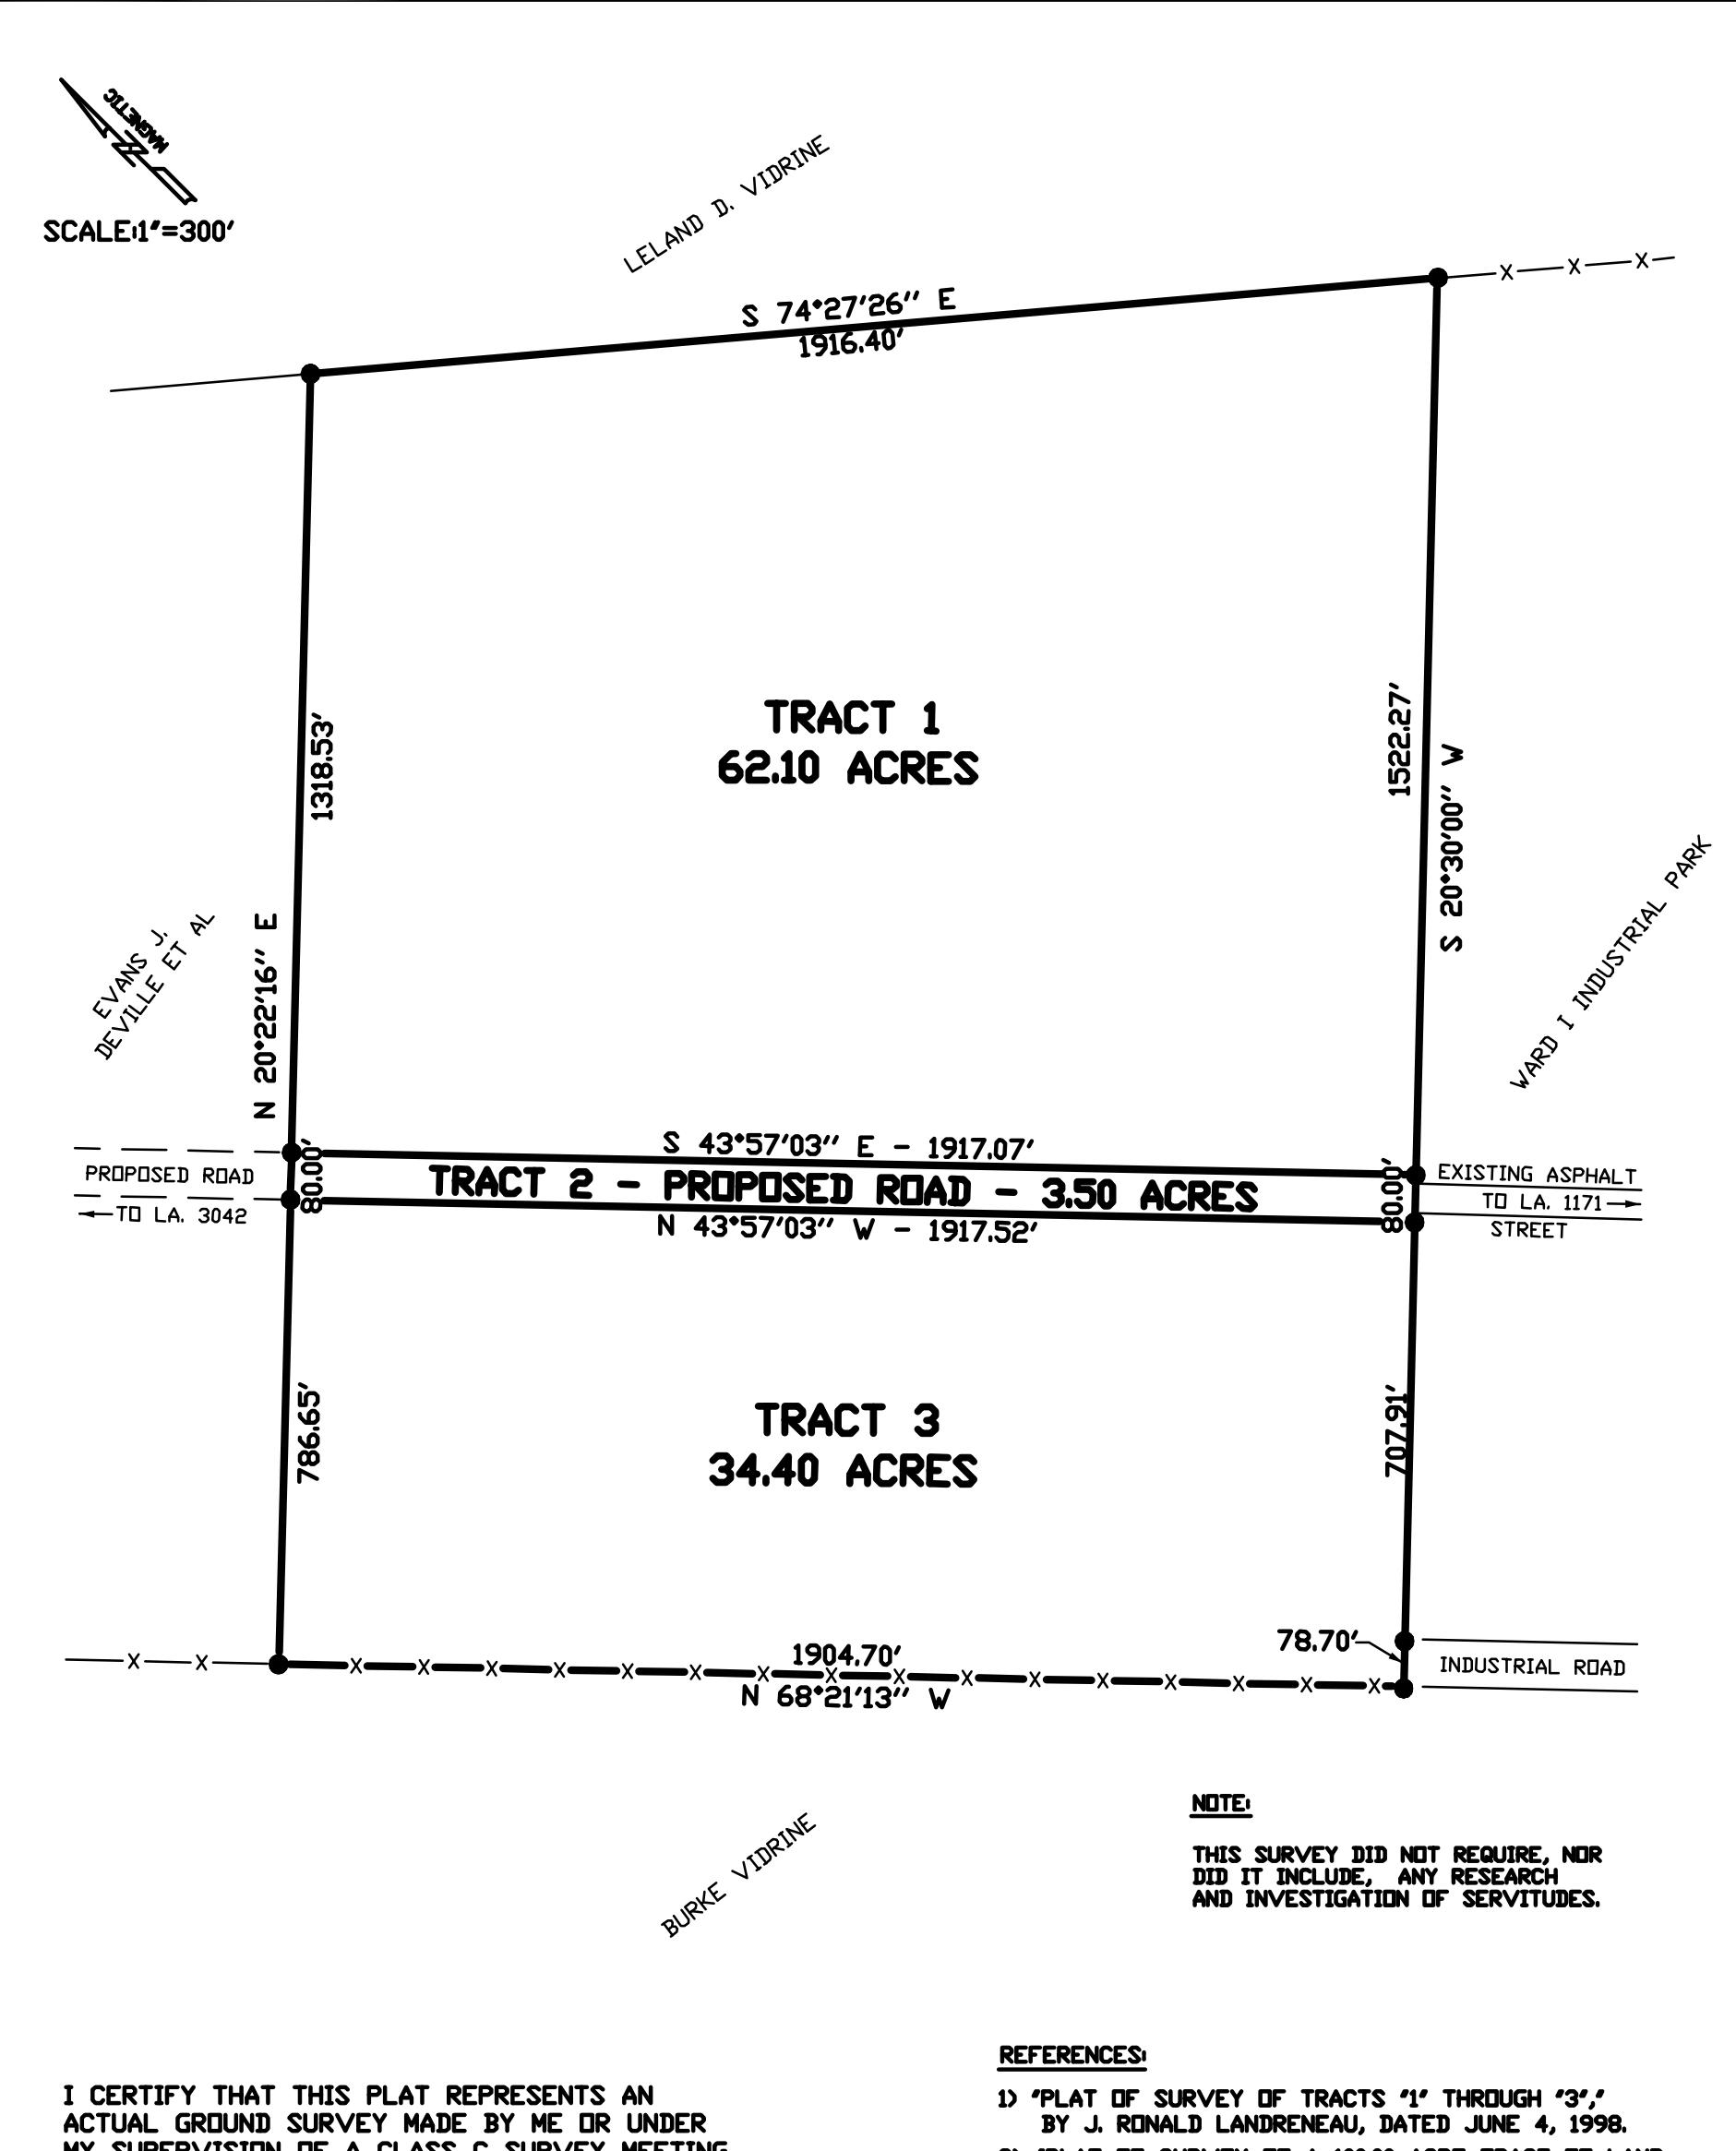 MAGNETIC
N
SCALE:1"=300'
LELAND D. VIDRINE
X X X
S 74°27'26" E
1916.40'
TRACT 1
62.10 ACRES
1318.53'
N 20°22'16" E
1522.27'
S 20°30'00" W
EVANS J.
DEVILLE ET AL
WARD I INDUSTRIAL PARK
S 43°57'03" E - 1917.07'
TRACT 2 - PROPOSED ROAD - 3.50 ACRES
N 43°57'03" W - 1917.52'
80.00'
80.00'
PROPOSED ROAD
TO LA. 3042
EXISTING ASPHALT
TO LA. 1171
STREET
786.65'
TRACT 3
34.40 ACRES
707.91'
78.70'
INDUSTRIAL ROAD
1904.70'
X X X X X X X X X X X X X X X X X X
N 68°21'13" W
BURKE VIDRINE
NOTE:
THIS SURVEY DID NOT REQUIRE, NOR
DID IT INCLUDE, ANY RESEARCH
AND INVESTIGATION OF SERVITUDES.
REFERENCES:
1) "PLAT OF SURVEY OF TRACTS "1" THROUGH "3","
BY J. RONALD LANDRENEAU, DATED JUNE 4, 1998.
I CERTIFY THAT THIS PLAT REPRESENTS AN
ACTUAL GROUND SURVEY MADE BY ME OR UNDER
MY SUPERVISION OF A CLASS C SURVEY MEETING